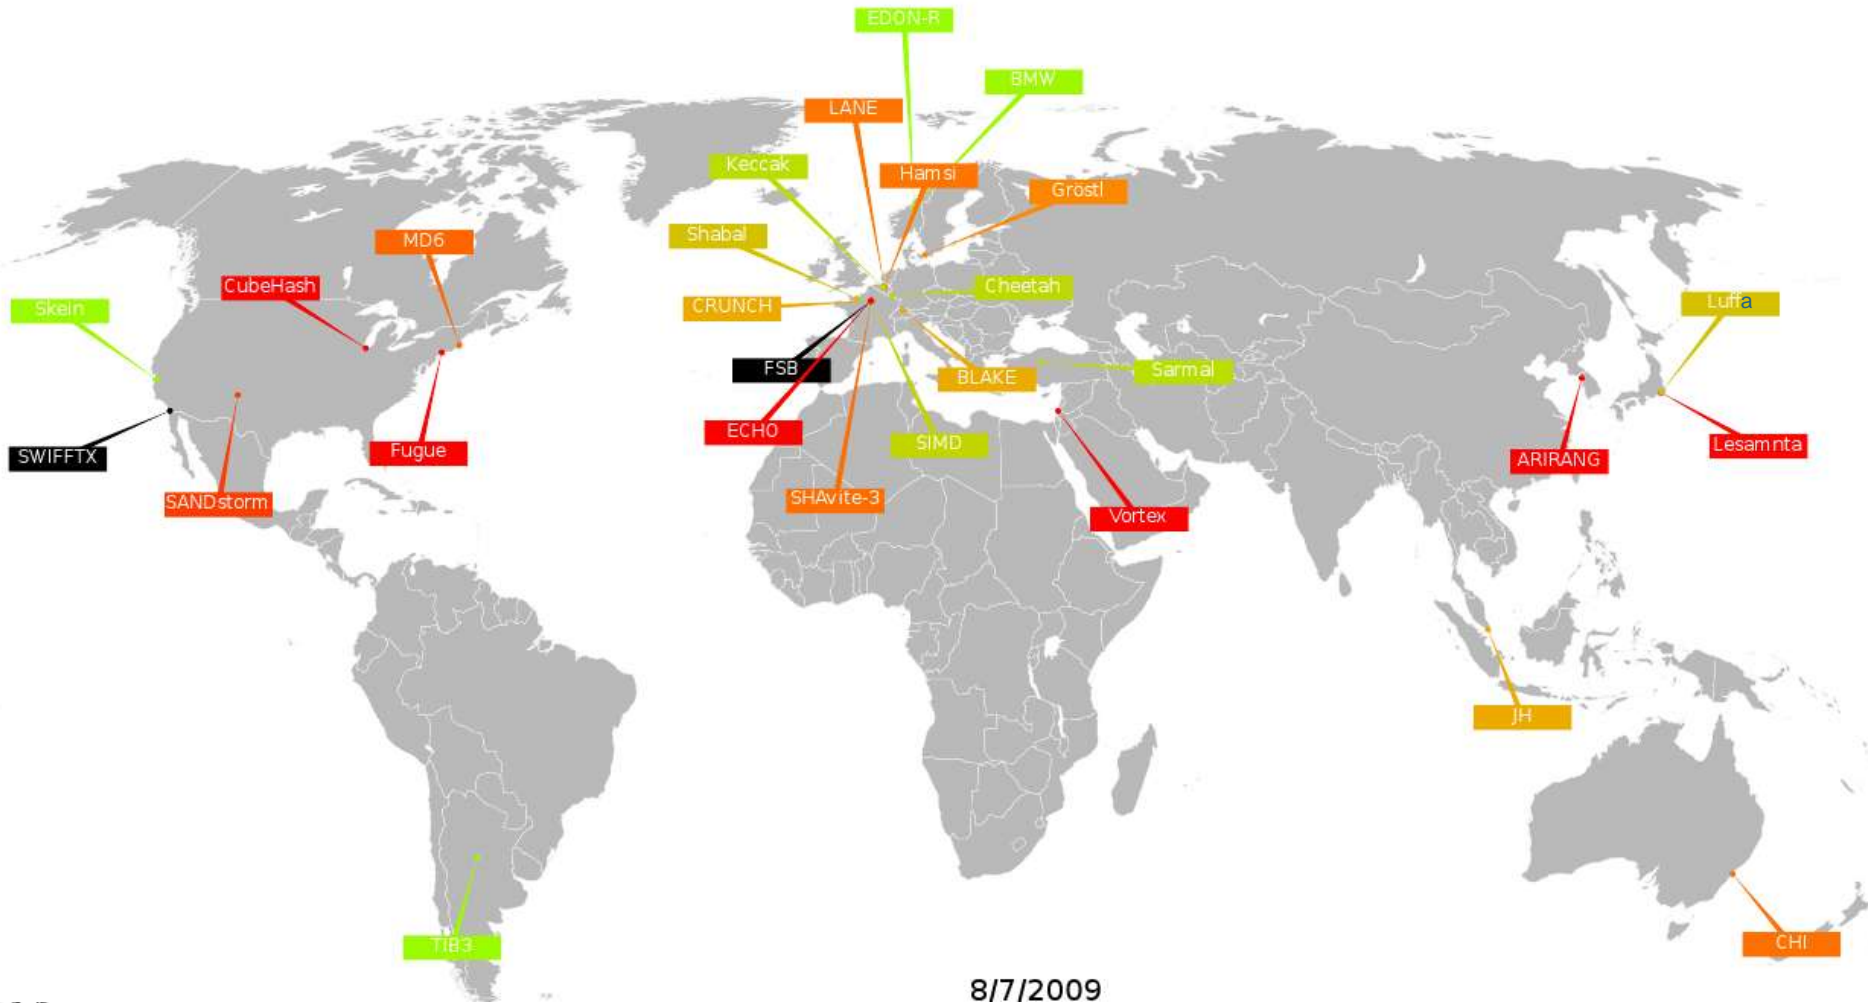 EDON-R
BMW
LANE
Keccak
Hamsi
Gröstl
Shabal
MD6
CubeHash
Cheetah
Skein
CRUNCH
Luffa
FSB
BLAKE
Sarmal
ECHO
SIMD
Fugue
SWIFFTX
ARIRANG
Lesamnta
SANDstorm
SHAvite-3
Vortex
JH
TIB3
CHI
8/7/2009